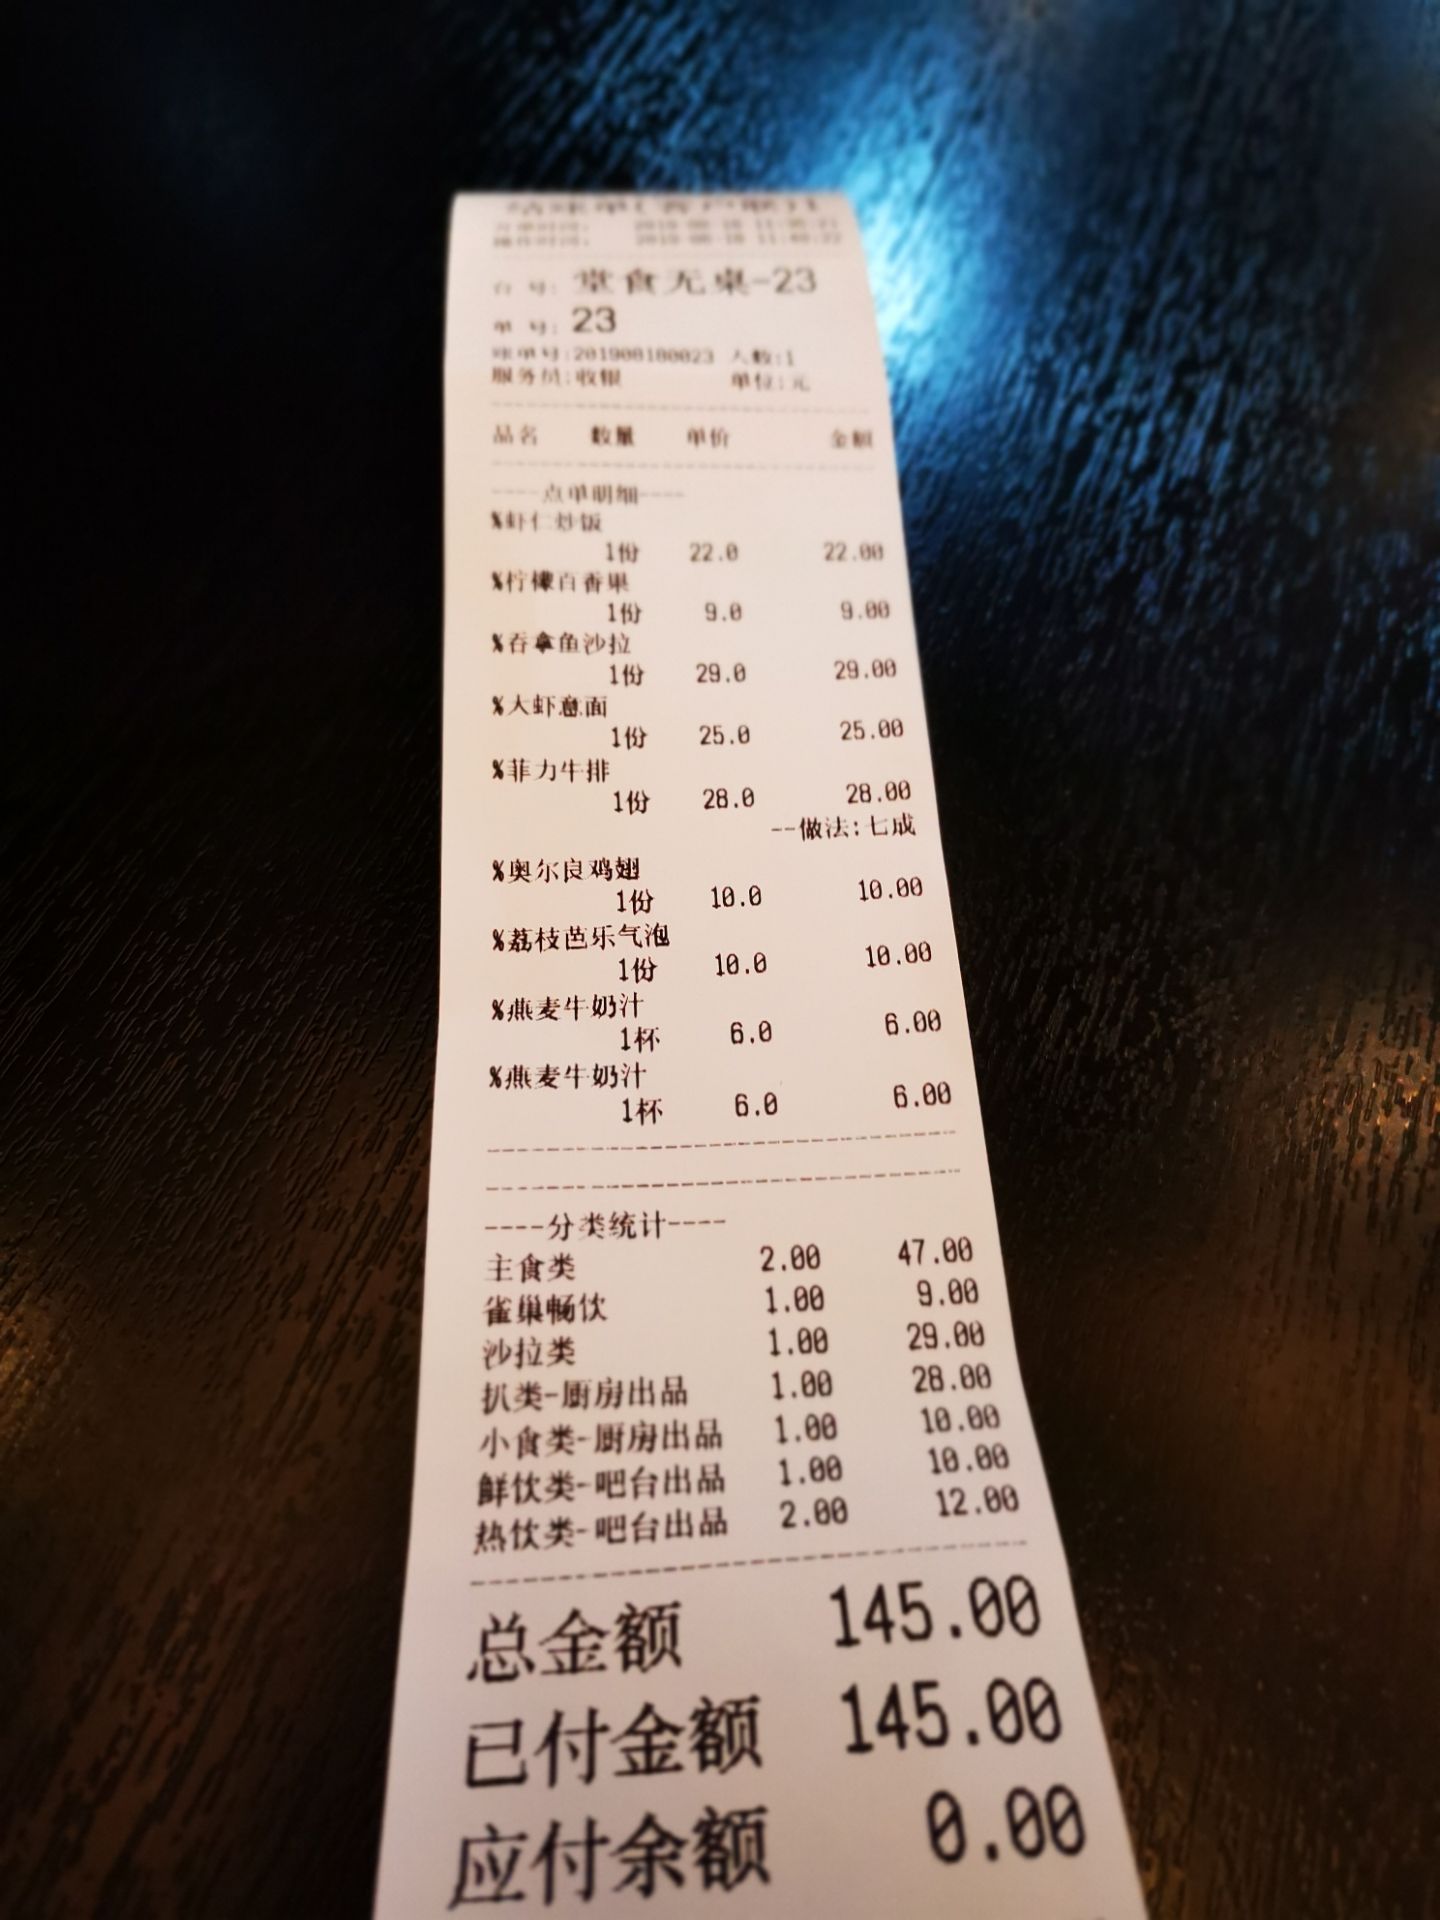 结账单(客户联)1
台 号: 堂食无桌-23
单 号: 23
账单号:201908180023 人数:1
服务员:收银 单位:元
品名 数量 单价 金额
----点单明细----
%虾仁炒饭
1份 22.0 22.00
%柠檬百香果
1份 9.0 9.00
%吞拿鱼沙拉
1份 29.0 29.00
%大虾意面
1份 25.0 25.00
%菲力牛排
1份 28.0 28.00
--做法:七成
%奥尔良鸡翅
1份 10.0 10.00
%荔枝芭乐气泡
1份 10.0 10.00
%燕麦牛奶汁
1杯 6.0 6.00
%燕麦牛奶汁
1杯 6.0 6.00
----分类统计----
主食类 2.00 47.00
雀巢畅饮 1.00 9.00
沙拉类 1.00 29.00
扒类-厨房出品 1.00 28.00
小食类-厨房出品 1.00 10.00
鲜饮类-吧台出品 1.00 10.00
热饮类-吧台出品 2.00 12.00
总金额 145.00
已付金额 145.00
应付余额 0.00